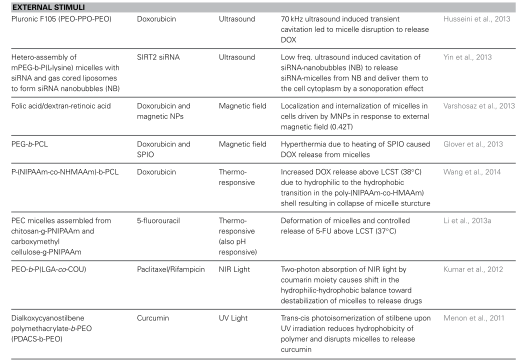 EXTERNAL STIMULI
Pluronic F105 (PEO-PPO-PEO) Doxorubicin Ultrasound 70 kHz ultrasound induced transient Husseini et al., 2013
cavitation led to micelle disruption to release
DOX
Hetero-assembly of SIRT2 siRNA Ultrasound Low freq. ultrasound induced cavitation of Yin et al., 2013
mPEG-b-P(L-lysine) micelles with siRNA-nanobubbles (NB) to release
siRNA and gas cored liposomes siRNA-micelles from NB and deliver them to
to form siRNA nanobubbles (NB) the cell cytoplasm by a sonoporation effect
Folic acid/dextran-retinoic acid Doxorubicin and Magnetic field Localization and internalization of micelles in Varshosaz et al., 2013
magnetic NPs cells driven by MNPs in response to external
magnetic field (0.42T)
PEG-b-PCL Doxorubicin and Magnetic field Hyperthermia due to heating of SPIO caused Glover et al., 2013
SPIO DOX release from micelles
P-(NIPAAm-co-NHMAAm)-b-PCL Doxorubicin Thermo- Increased DOX release above LCST (38°C) Wang et al., 2014
responsive due to hydrophilic to the hydrophobic
transition in the poly-(NIPAAm-co-HMAAm)
shell resulting in collapse of micelle sturcture
PEC micelles assembled from 5-fluorouracil Thermo- Deformation of micelles and controlled Li et al., 2013a
chitosan-g-PNIPAAm and responsive release of 5-FU above LCST (37°C)
carboxymethyl (also pH
cellulose-g-PNIPAAm responsive)
PEO-b-P(LGA-co-COU) Paclitaxel/Rifampicin NIR Light Two-photon absorption of NIR light by Kumar et al., 2012
coumarin moiety causes shift in the
hydrophilic-hydrophobic balance toward
destabilization of micelles to release drugs
Dialkoxycyanostilbene Curcumin UV Light Trans-cis photoisomerization of stilbene upon Menon et al., 2011
polymethacrylate-b-PEO UV irradiation reduces hydrophobicity of
(PDACS-b-PEO) polymer and disrupts micelles to release
curcumin